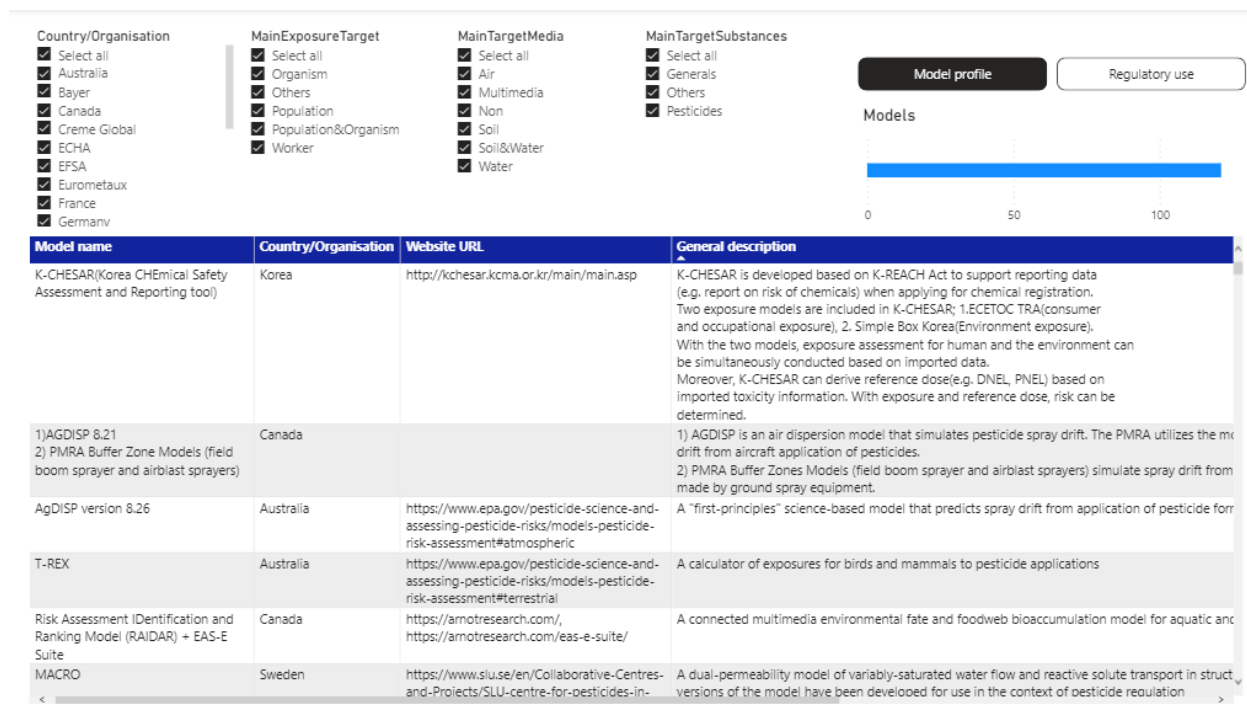 Country/Organisation
Select all
Australia
Bayer
Canada
Creme Global
ECHA
EFSA
Eurometaux
France
Germany
MainExposureTarget
Select all
Organism
Others
Population
Population&Organism
Worker
MainTargetMedia
Select all
Air
Multimedia
Non
Soil
Soil&Water
Water
MainTargetSubstances
Select all
Generals
Others
Pesticides
Model profile
Regulatory use
Models
0 50 100
Model name Country/Organisation Website URL General description
K-CHESAR(Korea CHEmical Safety
Assessment and Reporting tool)
Korea
http://kchesar.kcma.or.kr/main/main.asp
K-CHESAR is developed based on K-REACH Act to support reporting data
(e.g. report on risk of chemicals) when applying for chemical registration.
Two exposure models are included in K-CHESAR; 1.ECETOC TRA(consumer
and occupational exposure), 2. Simple Box Korea(Environment exposure).
With the two models, exposure assessment for human and the environment can
be simultaneously conducted based on imported data.
Moreover, K-CHESAR can derive reference dose(e.g. DNEL, PNEL) based on
imported toxicity information. With exposure and reference dose, risk can be
determined.
1)AGDISP 8.21
2) PMRA Buffer Zone Models (field
boom sprayer and airblast sprayers)
Canada
1) AGDISP is an air dispersion model that simulates pesticide spray drift. The PMRA utilizes the
drift from aircraft application of pesticides.
2) PMRA Buffer Zones Models (field boom sprayer and airblast sprayers) simulate spray drift from
made by ground spray equipment.
AgDISP version 8.26
Australia
https://www.epa.gov/pesticide-science-and-
assessing-pesticide-risks/models-pesticide-
risk-assessment#atmospheric
A "first-principles" science-based model that predicts spray drift from application of pesticide
T-REX
Australia
https://www.epa.gov/pesticide-science-and-
assessing-pesticide-risks/models-pesticide-
risk-assessment#terrestrial
A calculator of exposures for birds and mammals to pesticide applications
Risk Assessment IDentification and
Ranking Model (RAIDAR) + EAS-E
Suite
Canada
https://arnotresearch.com/,
https://arnotresearch.com/eas-e-suite/
A connected multimedia environmental fate and foodweb bioaccumulation model for aquatic and
MACRO
Sweden
https://www.slu.se/en/Collaborative-Centres-
and-Projects/SLU-centre-for-pesticides-in-
A dual-permeability model of variably-saturated water flow and reactive solute transport in struct
versions of the model have been developed for use in the context of pesticide regulation